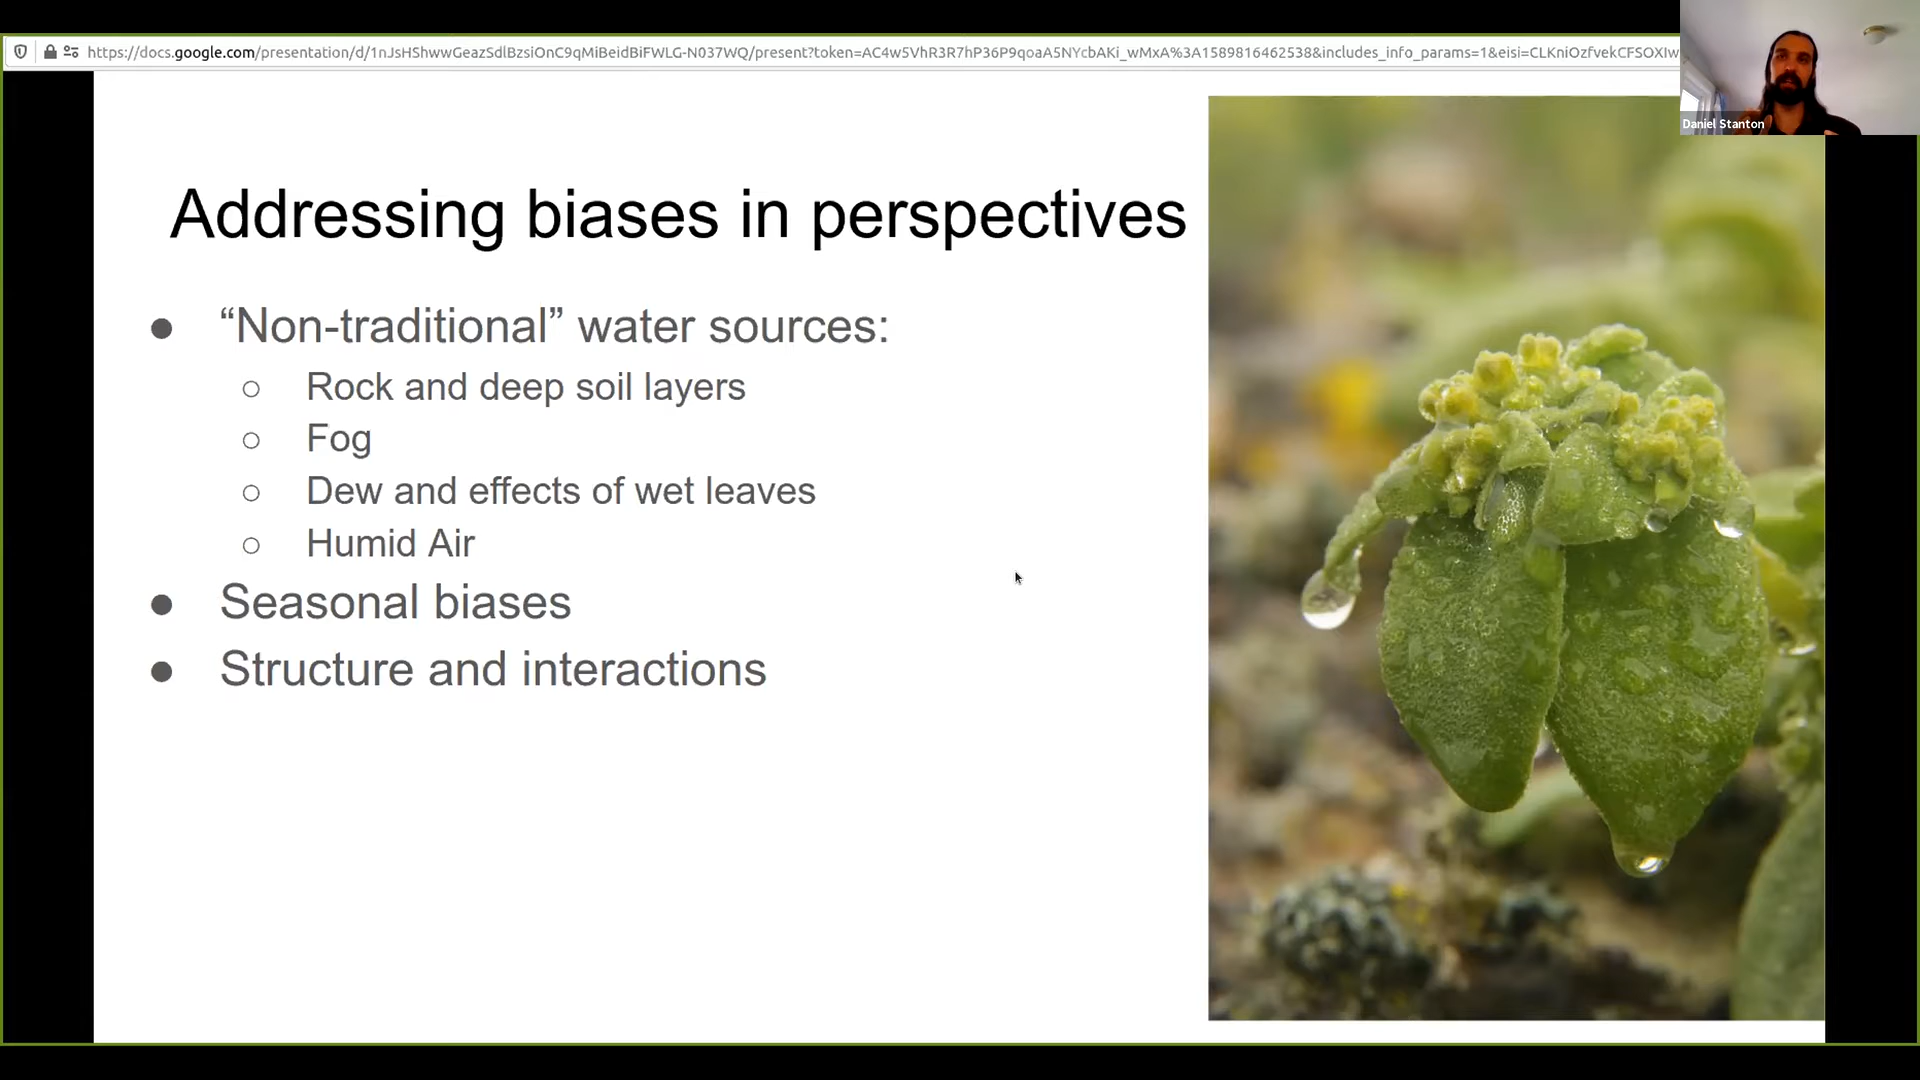 https://docs.google.com/presentation/d/1nJsHShwwGeazSdlBzsiOnC9qMiBeidBiFWLG-N037WQ/present?token=AC4w5VhR3R7hP36P9qoaA5NYcbAKi_wMxA%3A1589816462538&includes_info_params=1&eisi=CLKniOzfvekCFSOXIw
Daniel Stanton
Addressing biases in perspectives
● “Non-traditional” water sources:
○ Rock and deep soil layers
○ Fog
○ Dew and effects of wet leaves
○ Humid Air
● Seasonal biases
● Structure and interactions